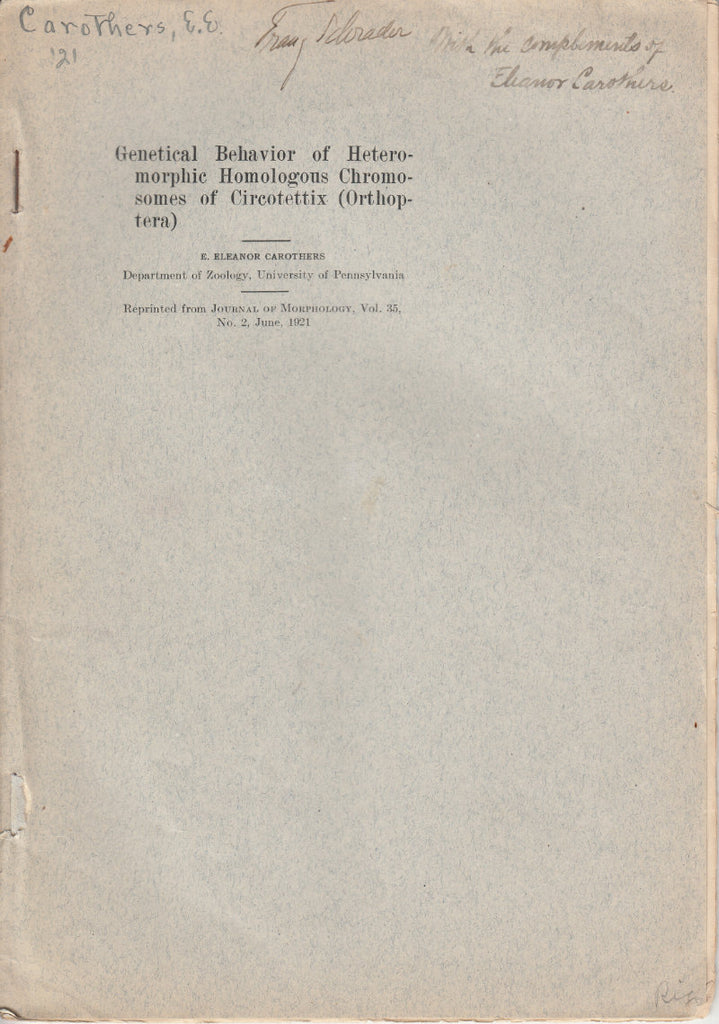 Carothers, E.E.
'21
Franz Schrader
With the compliments of
Eleanor Carothers.
Genetical Behavior of Hetero-
morphic Homologous Chromo-
somes of Circotettix (Orthop-
tera)
E. ELEANOR CAROTHERS
Department of Zoology, University of Pennsylvania
Reprinted from JOURNAL OF MORPHOLOGY, Vol. 35,
No. 2, June, 1921